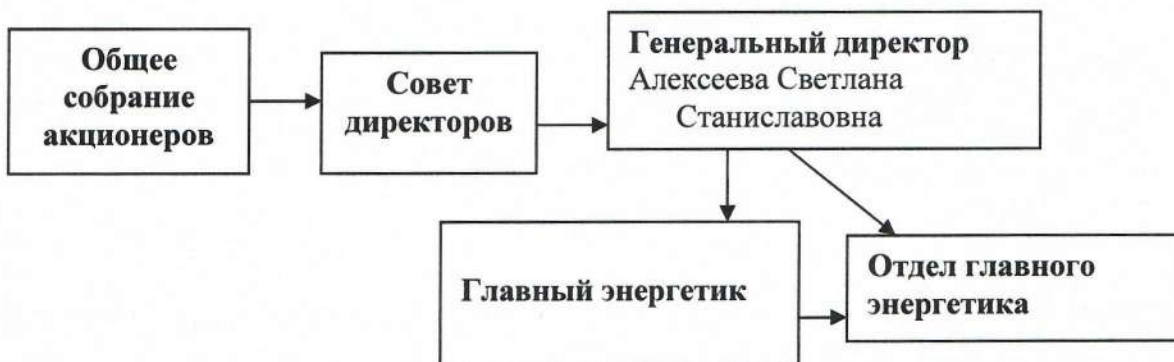 Общее
собрание
акционеров
Совет
директоров
Генеральный директор
Алексеева Светлана
Станиславовна
Главный энергетик
Отдел главного
энергетика